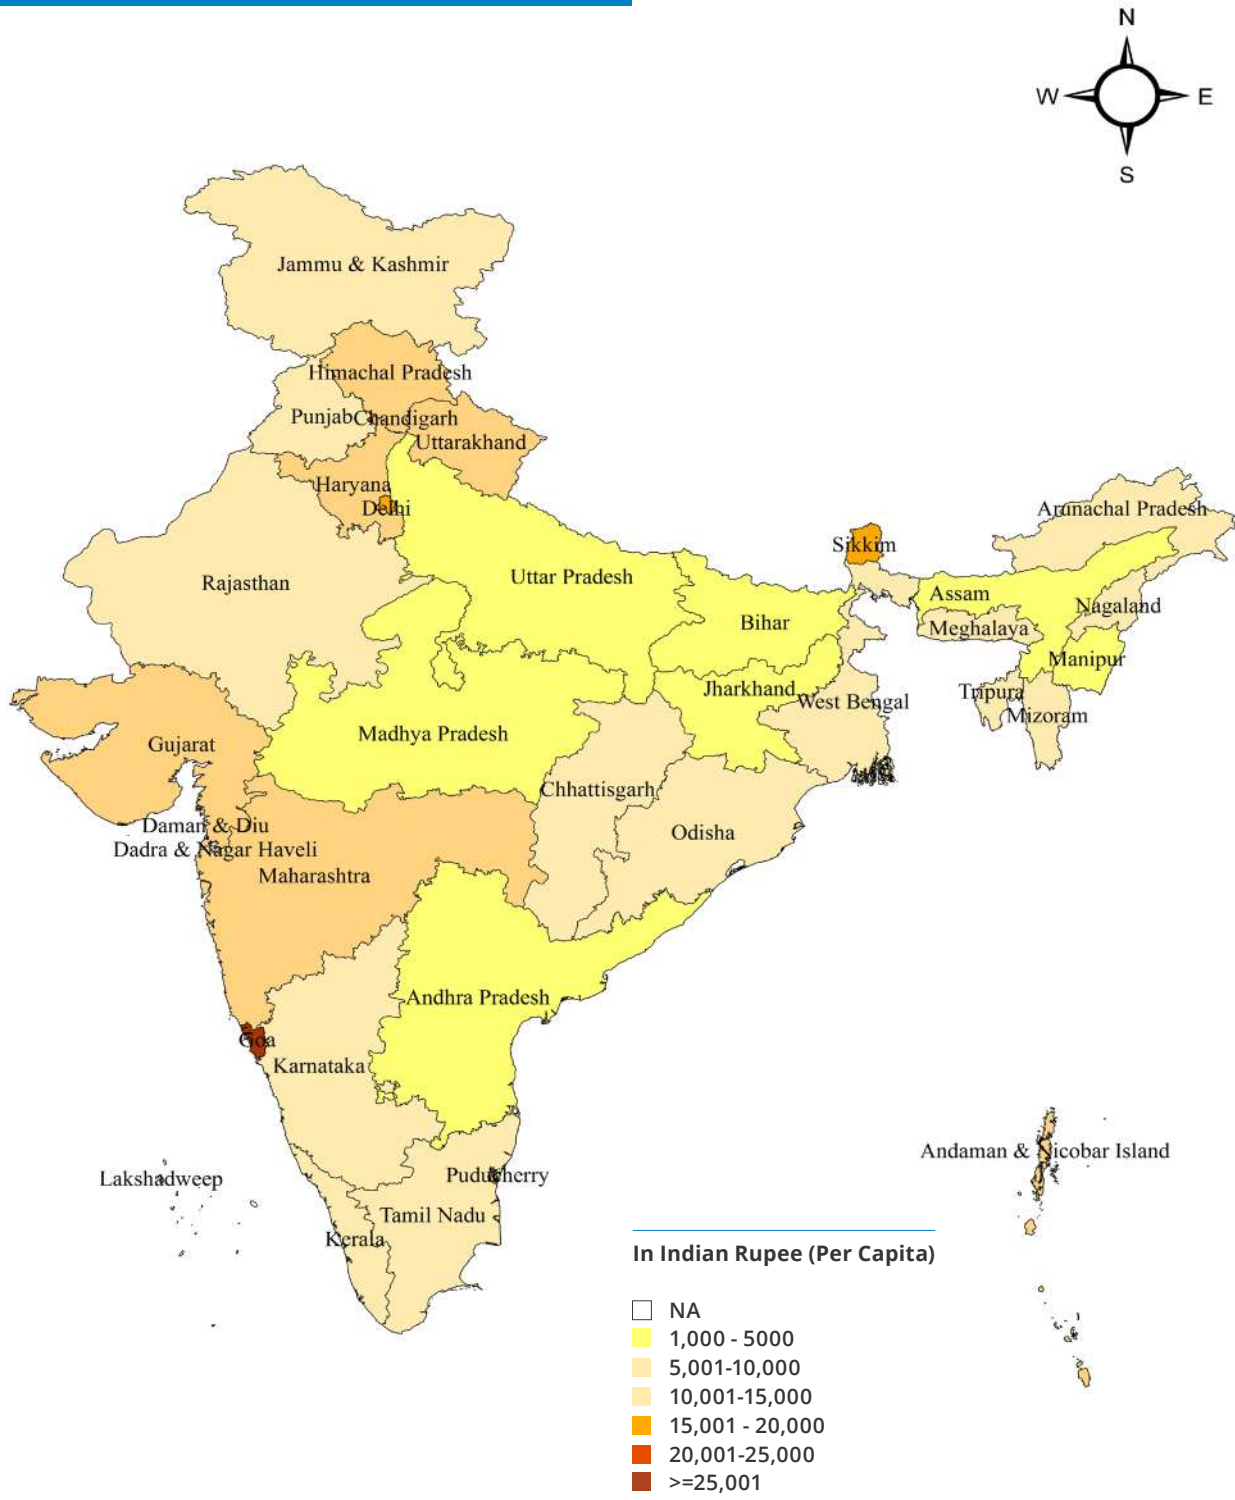 N
W E
S
Jammu & Kashmir
Himachal Pradesh
Punjab
Chandigarh
Uttarakhand
Haryana
Delhi
Arunachal Pradesh
Sikkim
Rajasthan
Uttar Pradesh
Assam
Nagaland
Bihar
Meghalaya
Manipur
Jharkhand
Tripura
West Bengal
Mizoram
Madhya Pradesh
Gujarat
Chhattisgarh
Daman & Diu
Odisha
Dadra & Nagar Haveli
Maharashtra
Andhra Pradesh
Goa
Karnataka
Andaman & Nicobar Island
Lakshadweep
Puducherry
Tamil Nadu
Kerala
In Indian Rupee (Per Capita)
NA
1,000 - 5000
5,001-10,000
10,001-15,000
15,001 - 20,000
20,001-25,000
>=25,001